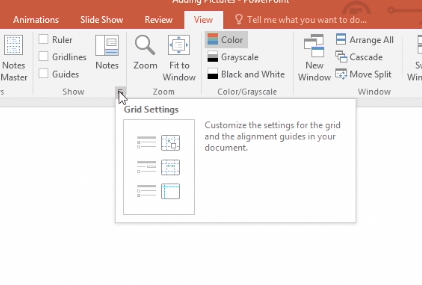 Adding Pictures - PowerPoint
Animations Slide Show Review View Tell me what you want to do...
Notes Master
Ruler
Gridlines
Guides
Notes
Show
Zoom
Fit to Window
Zoom
Color
Grayscale
Black and White
Color/Grayscale
New Window
Arrange All
Cascade
Move Split
Window
Grid Settings
Customize the settings for the grid
and the alignment guides in your
document.